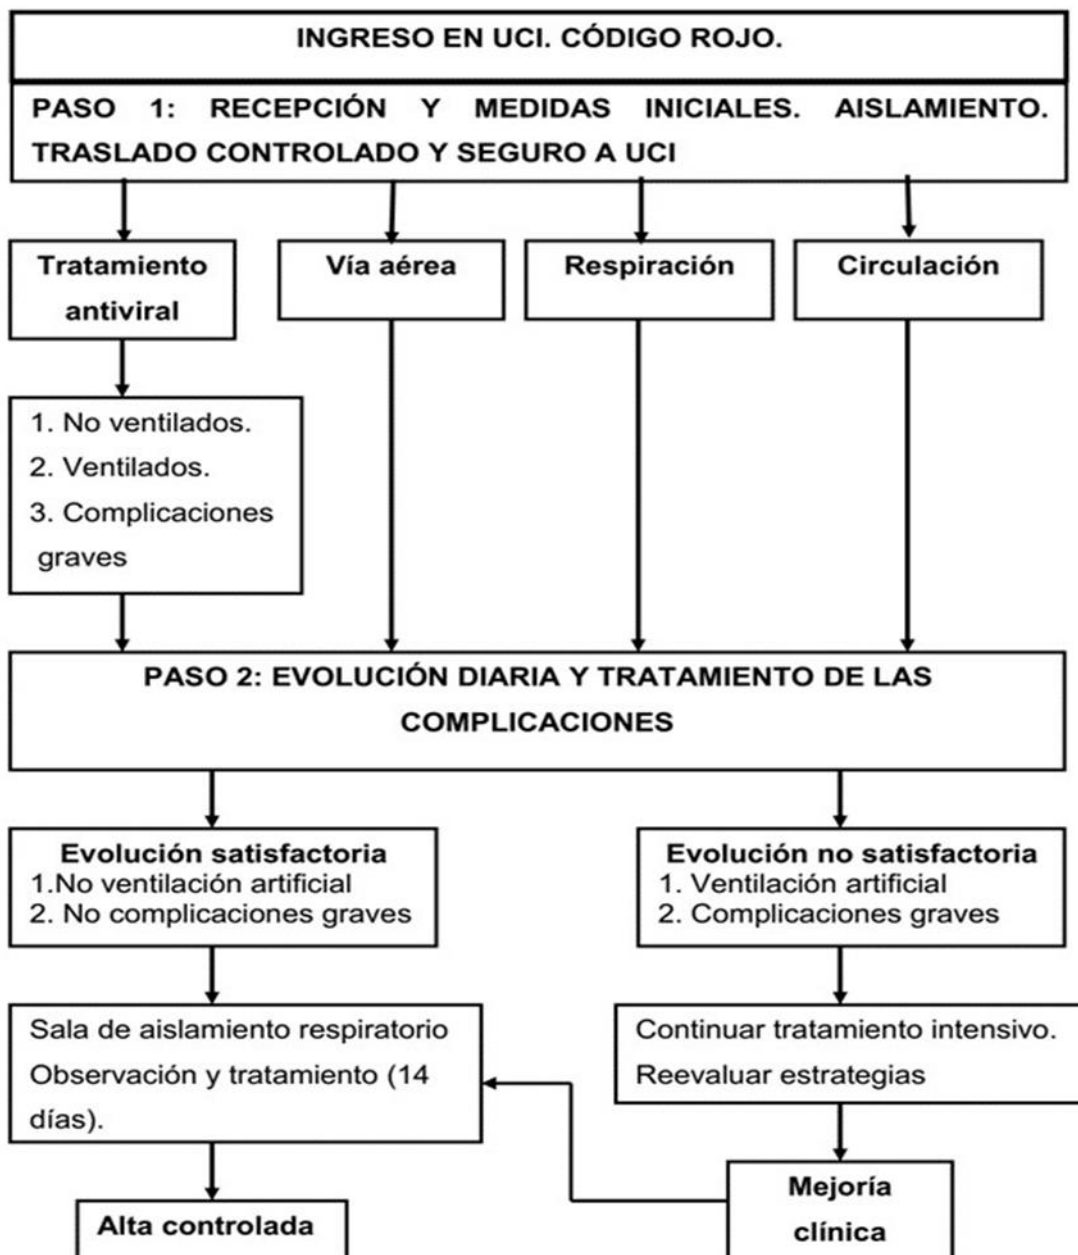 INGRESO EN UCI. CÓDIGO ROJO.
PASO 1: RECEPCIÓN Y MEDIDAS INICIALES. AISLAMIENTO.
TRASLADO CONTROLADO Y SEGURO A UCI
Tratamiento
antiviral
Vía aérea
Respiración
Circulación
1. No ventilados.
2. Ventilados.
3. Complicaciones
graves
PASO 2: EVOLUCIÓN DIARIA Y TRATAMIENTO DE LAS
COMPLICACIONES
Evolución satisfactoria
1.No ventilación artificial
2. No complicaciones graves
Evolución no satisfactoria
1. Ventilación artificial
2. Complicaciones graves
Sala de aislamiento respiratorio
Observación y tratamiento (14
días).
Continuar tratamiento intensivo.
Reevaluar estrategias
Mejoría
clínica
Alta controlada